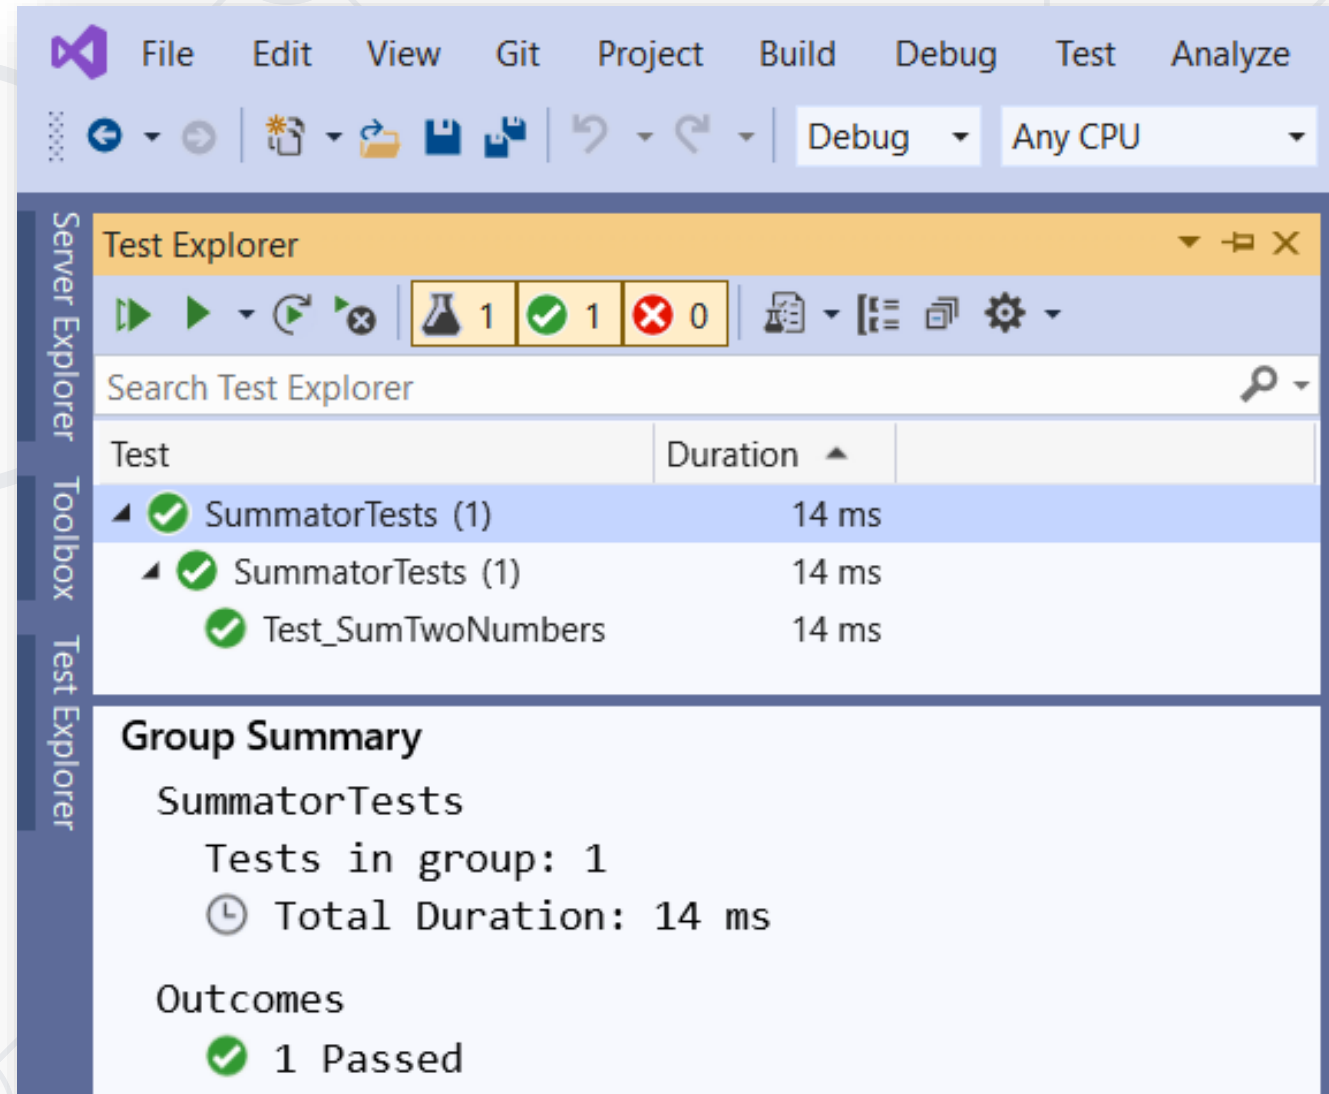 File Edit View Git Project Build Debug Test Analyze
Debug Any CPU
Server Explorer
Toolbox
Test Explorer
Test Explorer
1 1 0
Search Test Explorer
Test Duration
SummatorTests (1) 14 ms
SummatorTests (1) 14 ms
Test_SumTwoNumbers 14 ms
Group Summary
SummatorTests
Tests in group: 1
Total Duration: 14 ms
Outcomes
1 Passed